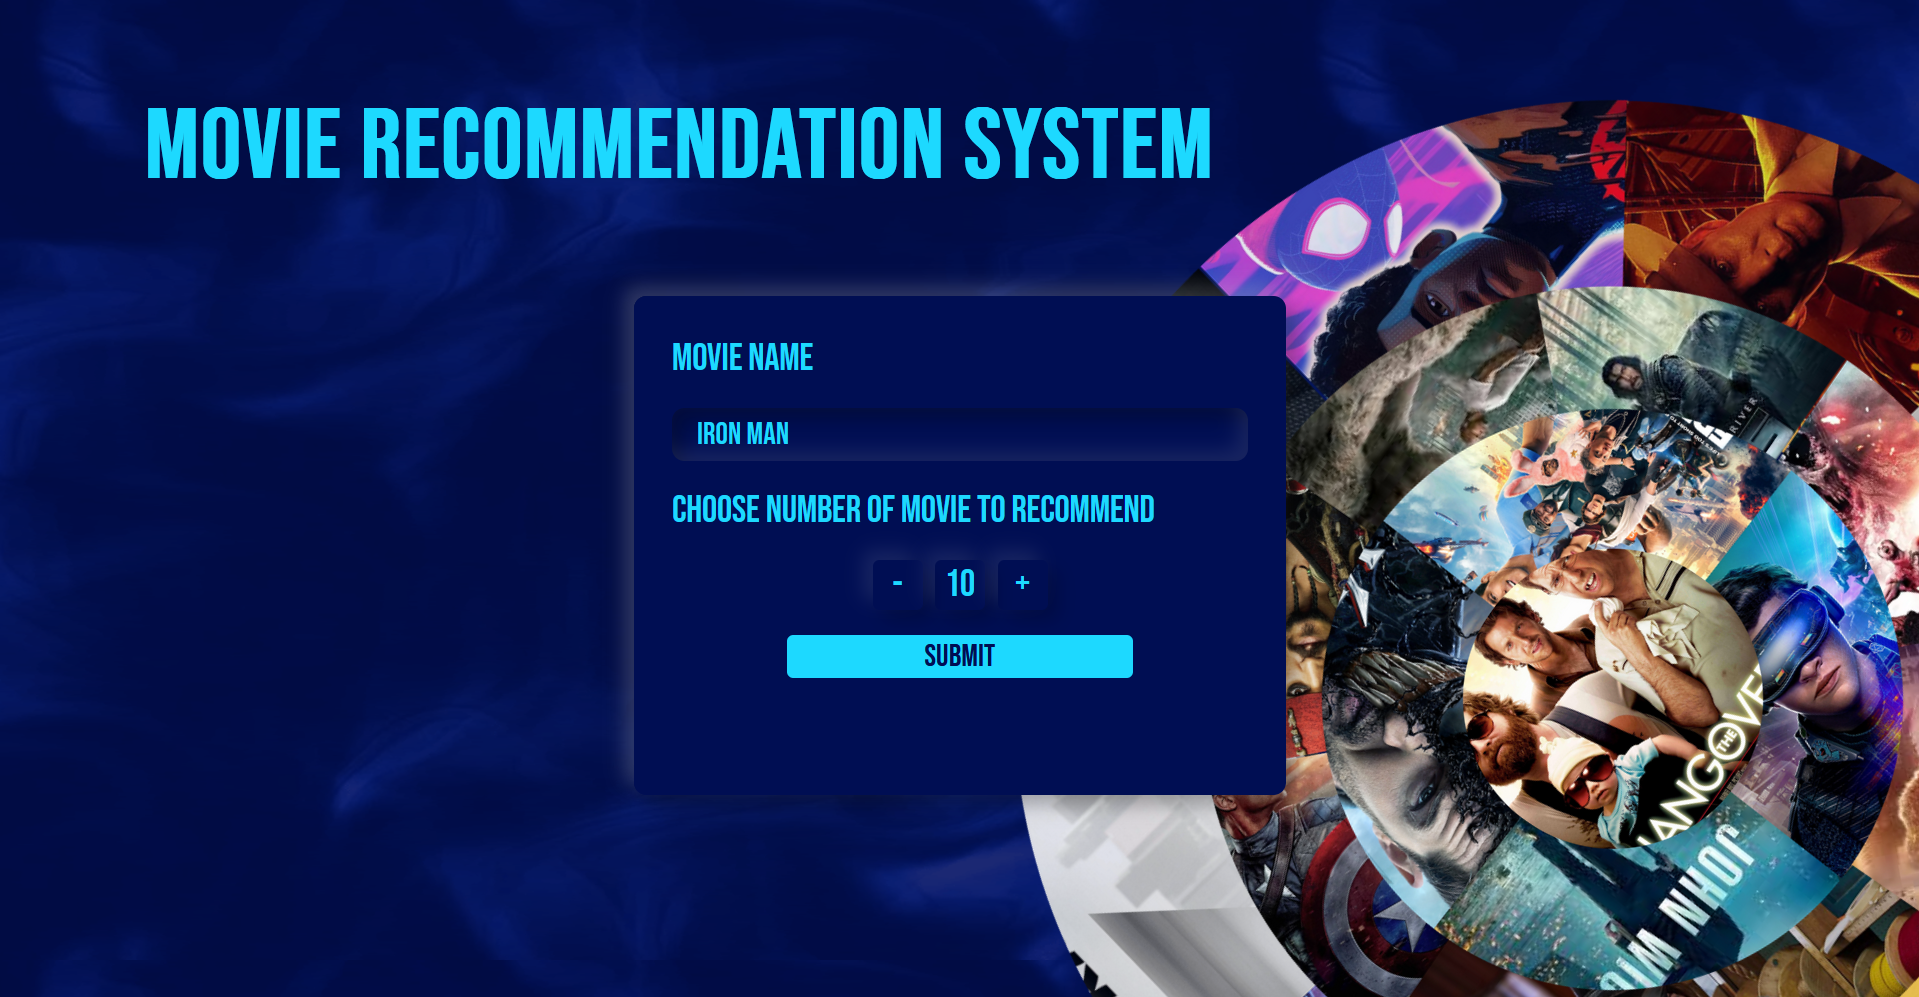 MOVIE RECOMMENDATION SYSTEM
MOVIE NAME
IRON MAN
CHOOSE NUMBER OF MOVIE TO RECOMMEND
- 10 +
SUBMIT
RIVER
THE
HANGOVE
JOHN WIC